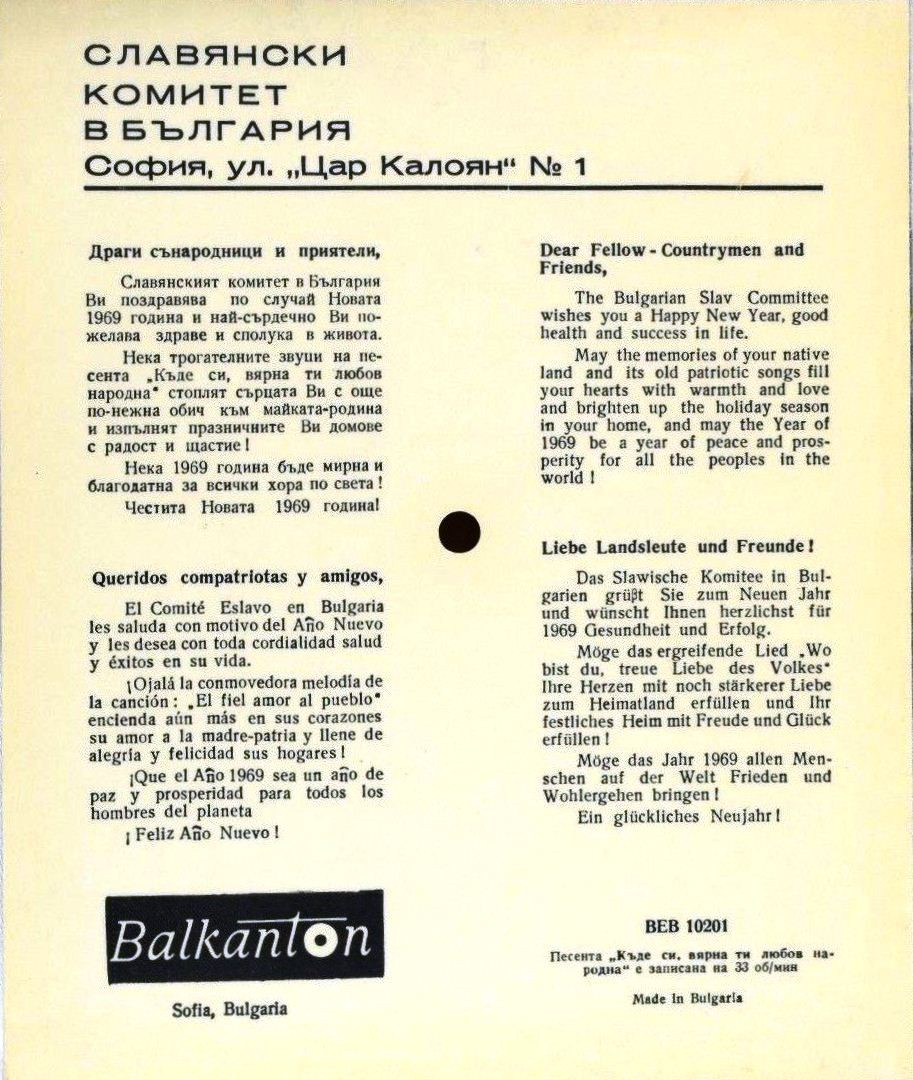 СЛАВЯНСКИ
КОМИТЕТ
В БЪЛГАРИЯ
София, ул. „Цар Калоян“ № 1
Драги сънародници и приятели,
Славянският комитет в България
Ви поздравява по случай Новата
1969 година и най-сърдечно Ви по-
желава здраве и сполука в живота.
Нека трогателните звуци на пе-
сента „Къде си, вярна ти любов
народна“ стоплят сърцата Ви с още
по-нежна обич към майката-родина
и изпълнят празничните Ви домове
с радост и щастие!
Нека 1969 година бъде мирна и
благодатна за всички хора по света!
Честита Новата 1969 година!
Queridos compatriotas y amigos,
El Comité Eslavo en Bulgaria
les saluda con motivo del Año Nuevo
y les desea con toda cordialidad salud
y éxitos en su vida.
¡Ojalá la conmovedora melodía de
la canción: „El fiel amor al pueblo“
encienda aún más en sus corazones
su amor a la madre-patria y llene de
alegría y felicidad sus hogares!
¡Que el Año 1969 sea un año de
paz y prosperidad para todos los
hombres del planeta
¡Feliz Año Nuevo!
Balkanton
Sofia, Bulgaria
Dear Fellow-Countrymen and
Friends,
The Bulgarian Slav Committee
wishes you a Happy New Year, good
health and success in life.
May the memories of your native
land and its old patriotic songs fill
your hearts with warmth and love
and brighten up the holiday season
in your home, and may the Year of
1969 be a year of peace and pros-
perity for all the peoples in the
world!
Liebe Landsleute und Freunde!
Das Slawische Komitee in Bul-
garien grüßt Sie zum Neuen Jahr
und wünscht Ihnen herzlichst für
1969 Gesundheit und Erfolg.
Möge das ergreifende Lied „Wo
bist du, treue Liebe des Volkes“
Ihre Herzen mit noch stärkerer Liebe
zum Heimatland erfüllen und Ihr
festliches Heim mit Freude und Glück
erfüllen!
Möge das Jahr 1969 allen Men-
schen auf der Welt Frieden und
Wohlergehen bringen!
Ein glückliches Neujahr!
ВЕВ 10201
Песента „Къде си, вярна ти любов на-
родна“ е записана на 33 об/мин
Made in Bulgaria